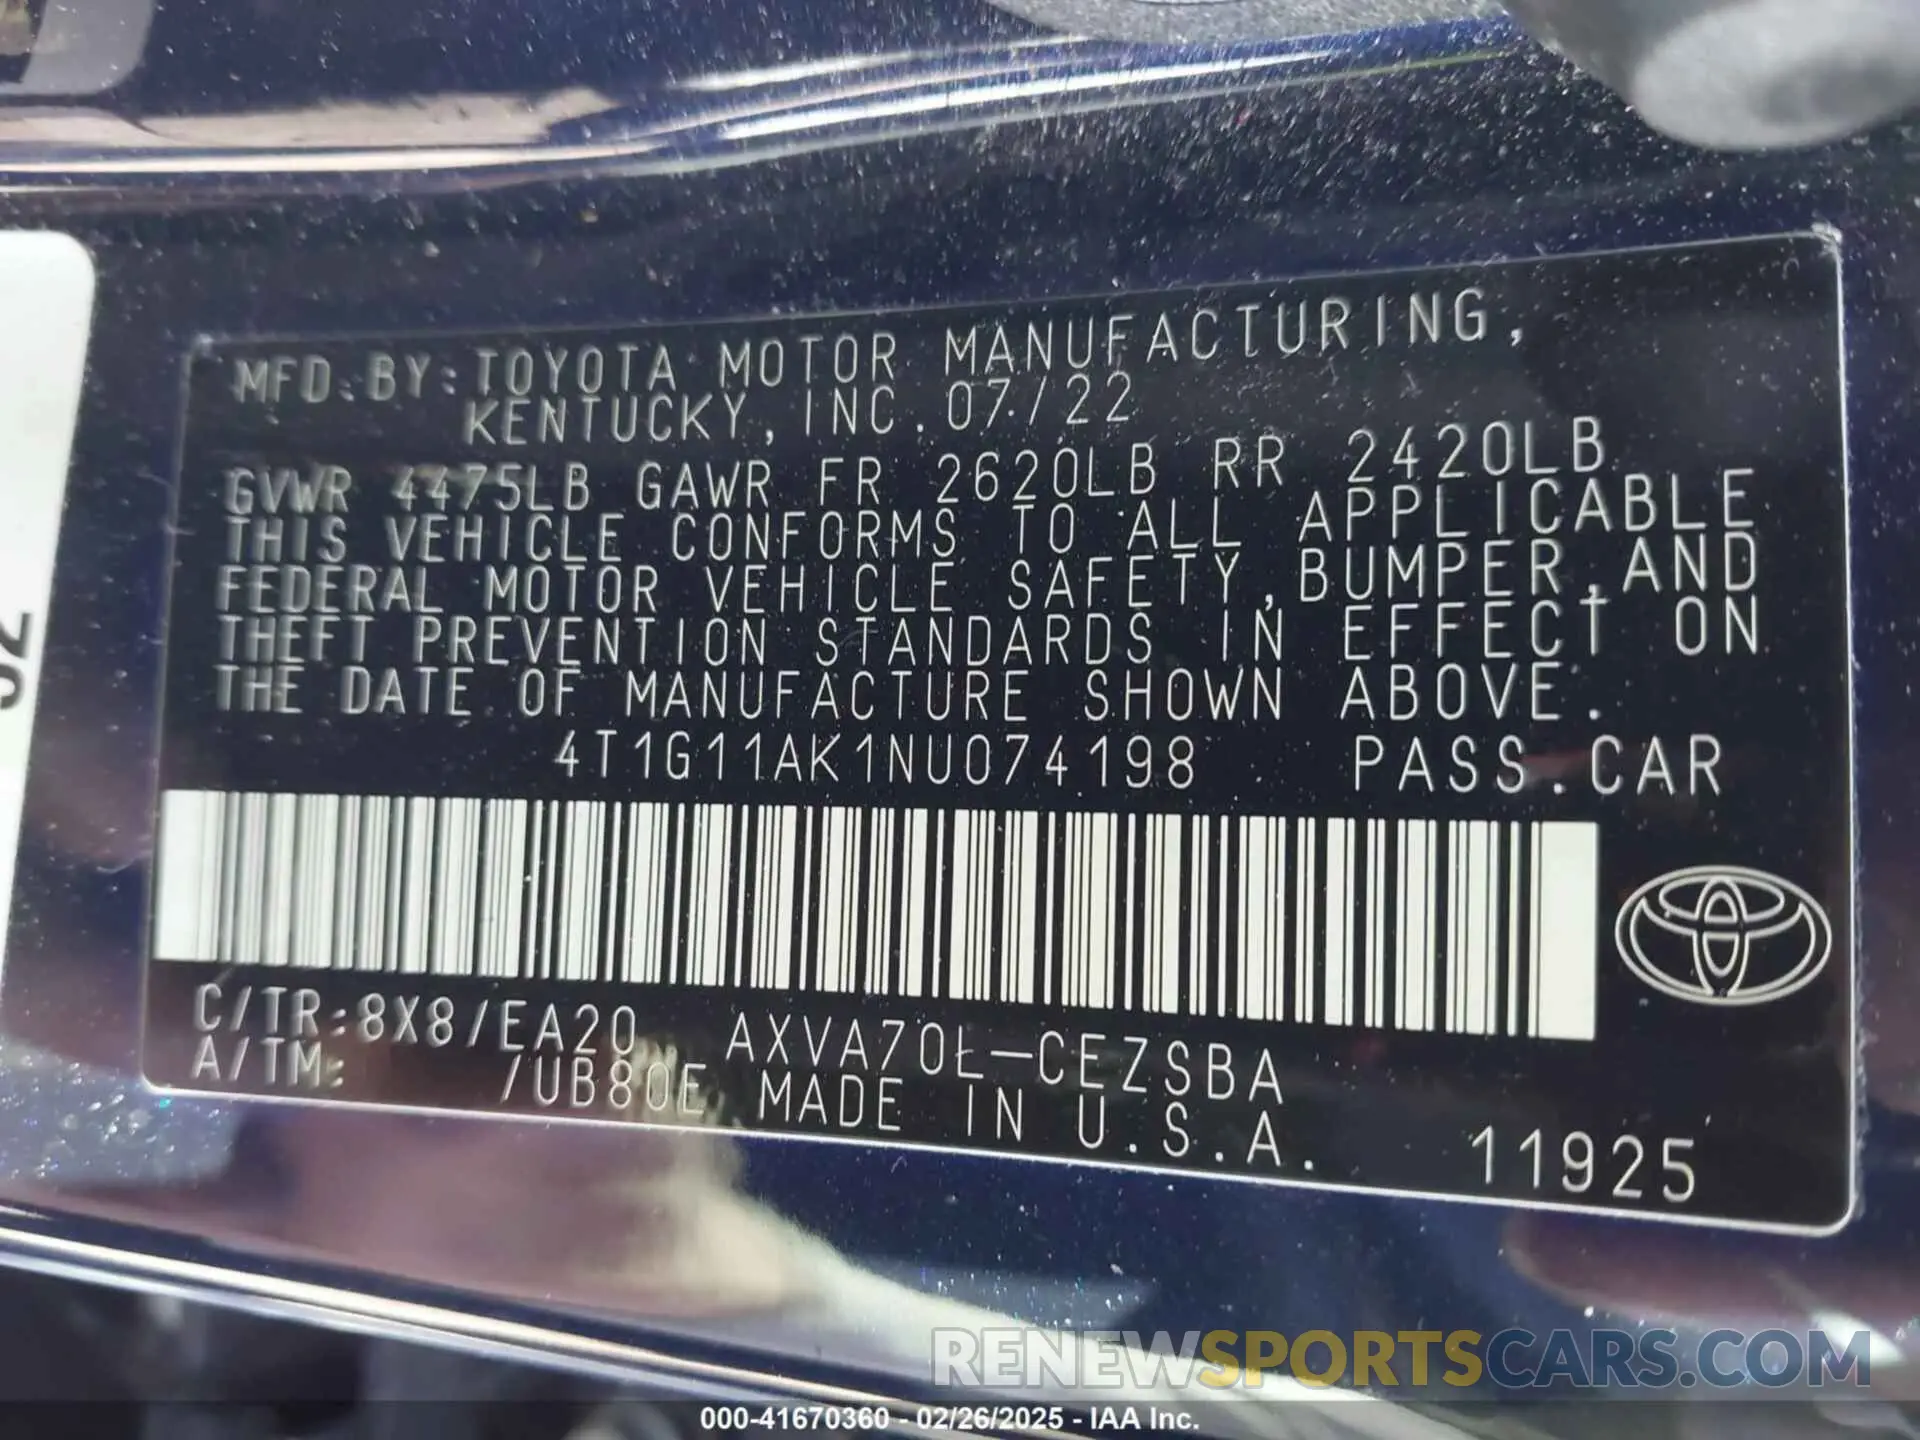 MFD.BY:TOYOTA MOTOR MANUFACTURING,
KENTUCKY, INC. 07/22
GVWR 4475LB GAWR FR 2620LB RR 2420LB
THIS VEHICLE CONFORMS TO ALL APPLICABLE
FEDERAL MOTOR VEHICLE SAFETY,BUMPER,AND
THEFT PREVENTION STANDARDS IN EFFECT ON
THE DATE OF MANUFACTURE SHOWN ABOVE.
4T1G11AK1NU074198 PASS.CAR
C/TR:8X8/EA20 AXVA70L-CEZSBA
A/TM: /UB80E MADE IN U.S.A.
11925
RENEWSPORTSCARS.COM
000-41670360 - 02/26/2025 - IAA Inc.